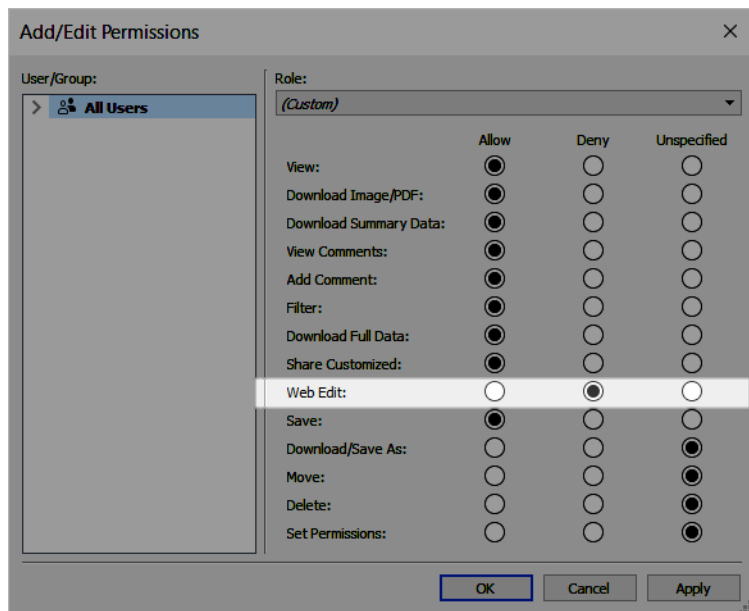 Add/Edit Permissions
User/Group:
All Users
Role:
(Custom)
Allow Deny Unspecified
View:
Download Image/PDF:
Download Summary Data:
View Comments:
Add Comment:
Filter:
Download Full Data:
Share Customized:
Web Edit:
Save:
Download/Save As:
Move:
Delete:
Set Permissions:
OK Cancel Apply